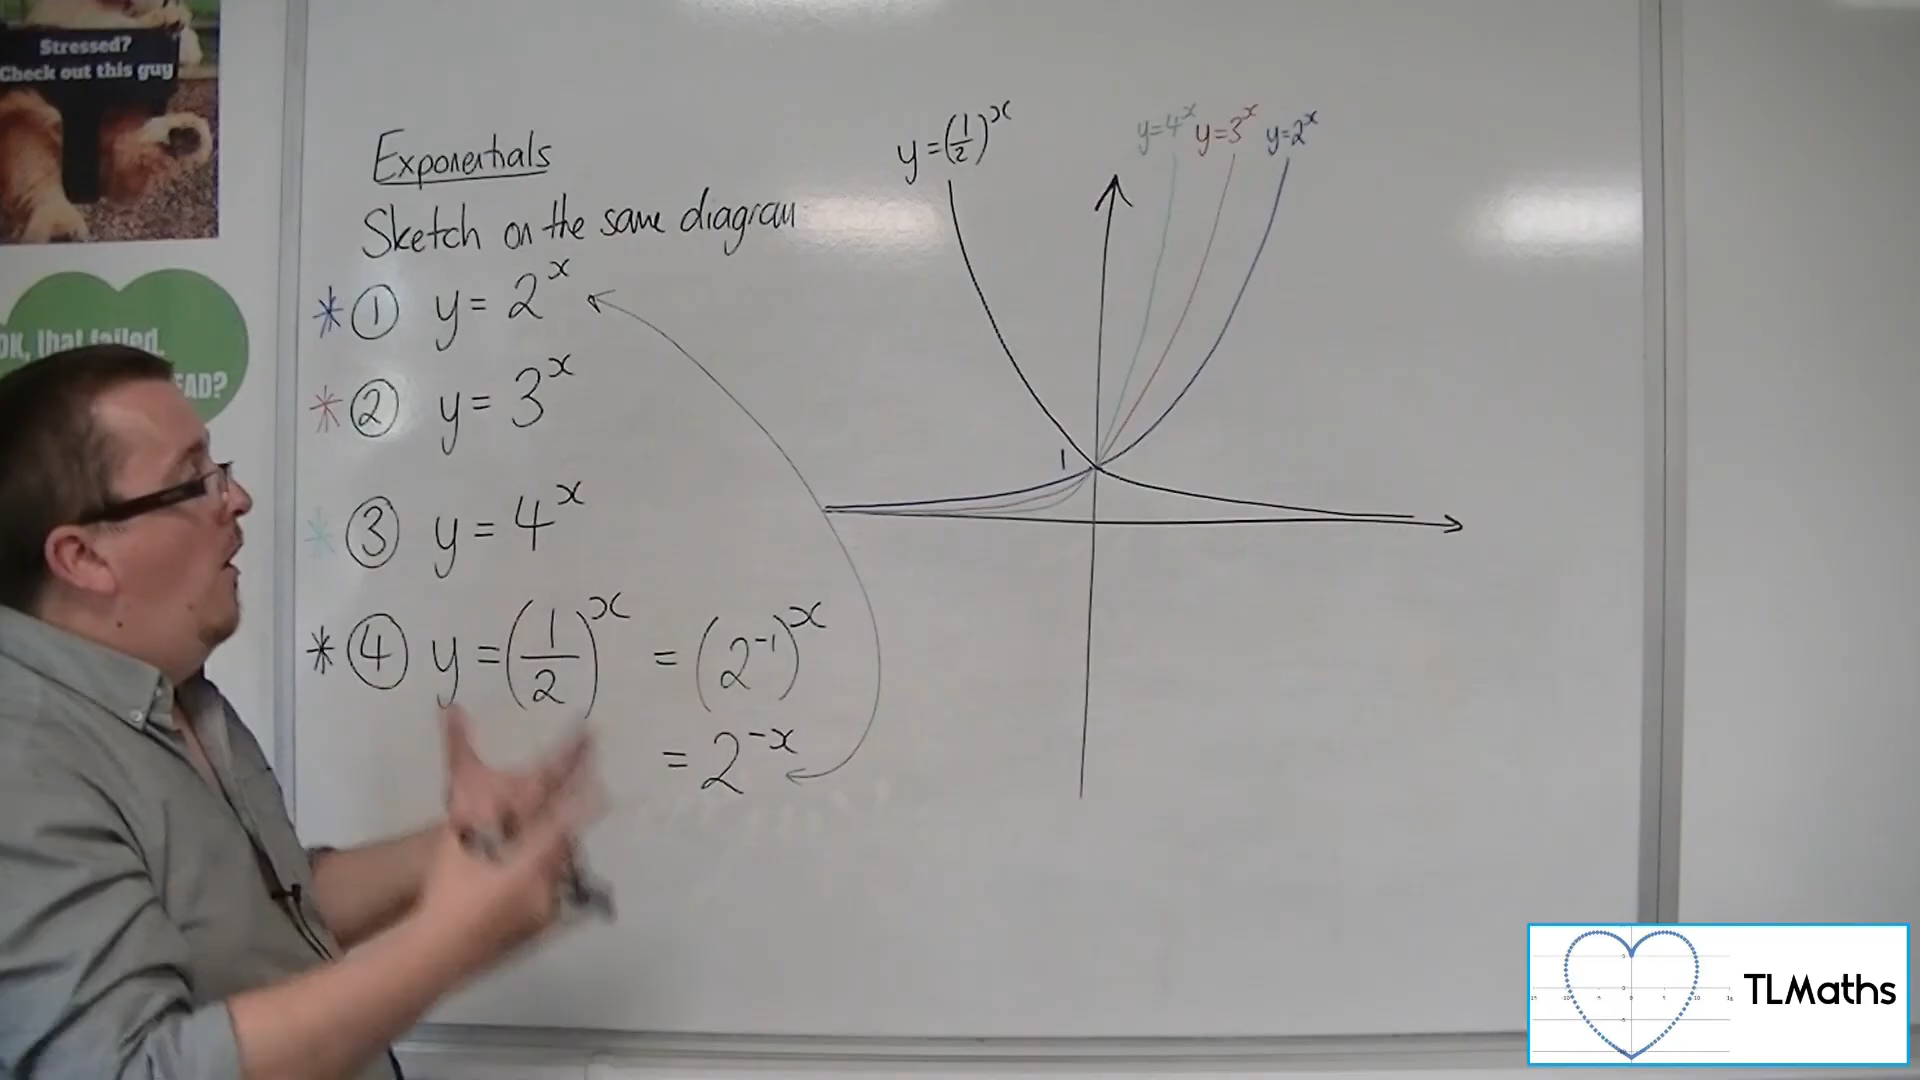 Stressed?
Check out this guy
OK, that failed.
EAD?
Exponentials
Sketch on the same diagram
* ① y = 2^x
* ② y = 3^x
* ③ y = 4^x
* ④ y = (1/2)^x = (2^-1)^x
= 2^-x
y = (1/2)^x
y=4^x y=3^x y=2^x
1
TLMaths